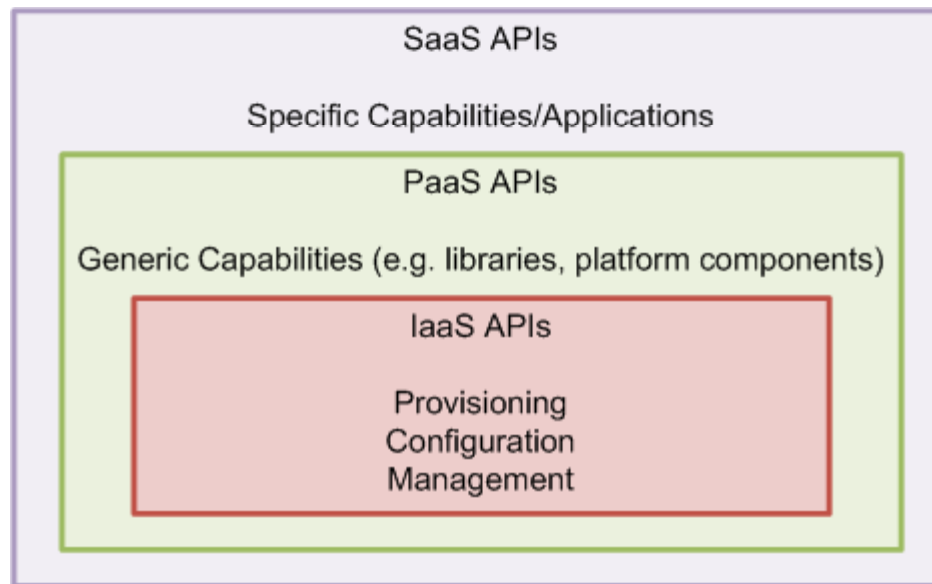 SaaS APIs
Specific Capabilities/Applications
PaaS APIs
Generic Capabilities (e.g. libraries, platform components)
IaaS APIs
Provisioning
Configuration
Management